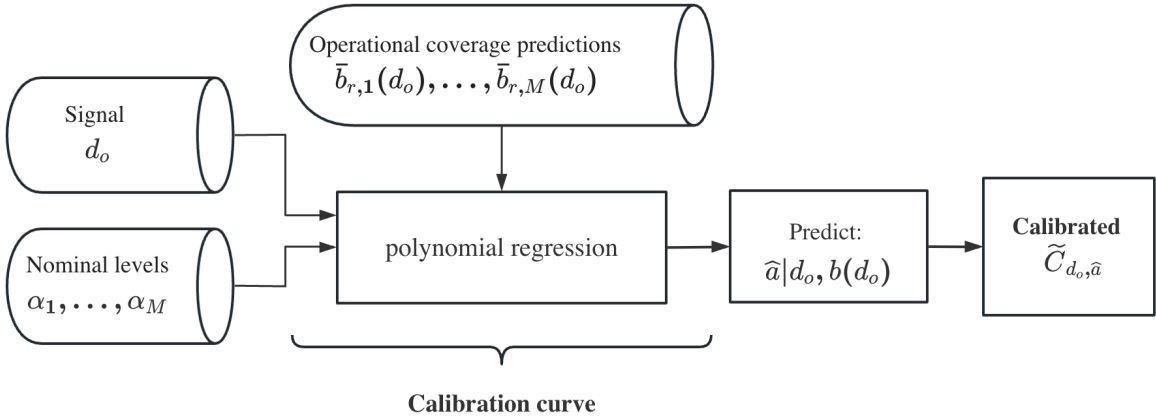 Operational coverage predictions
b̄_{r,1}(d_o), . . . , b̄_{r,M}(d_o)
Signal
d_o
Nominal levels
α_1, . . . , α_M
polynomial regression
Predict:
â|d_o, b(d_o)
Calibrated
C̃_{d_o,â}
Calibration curve